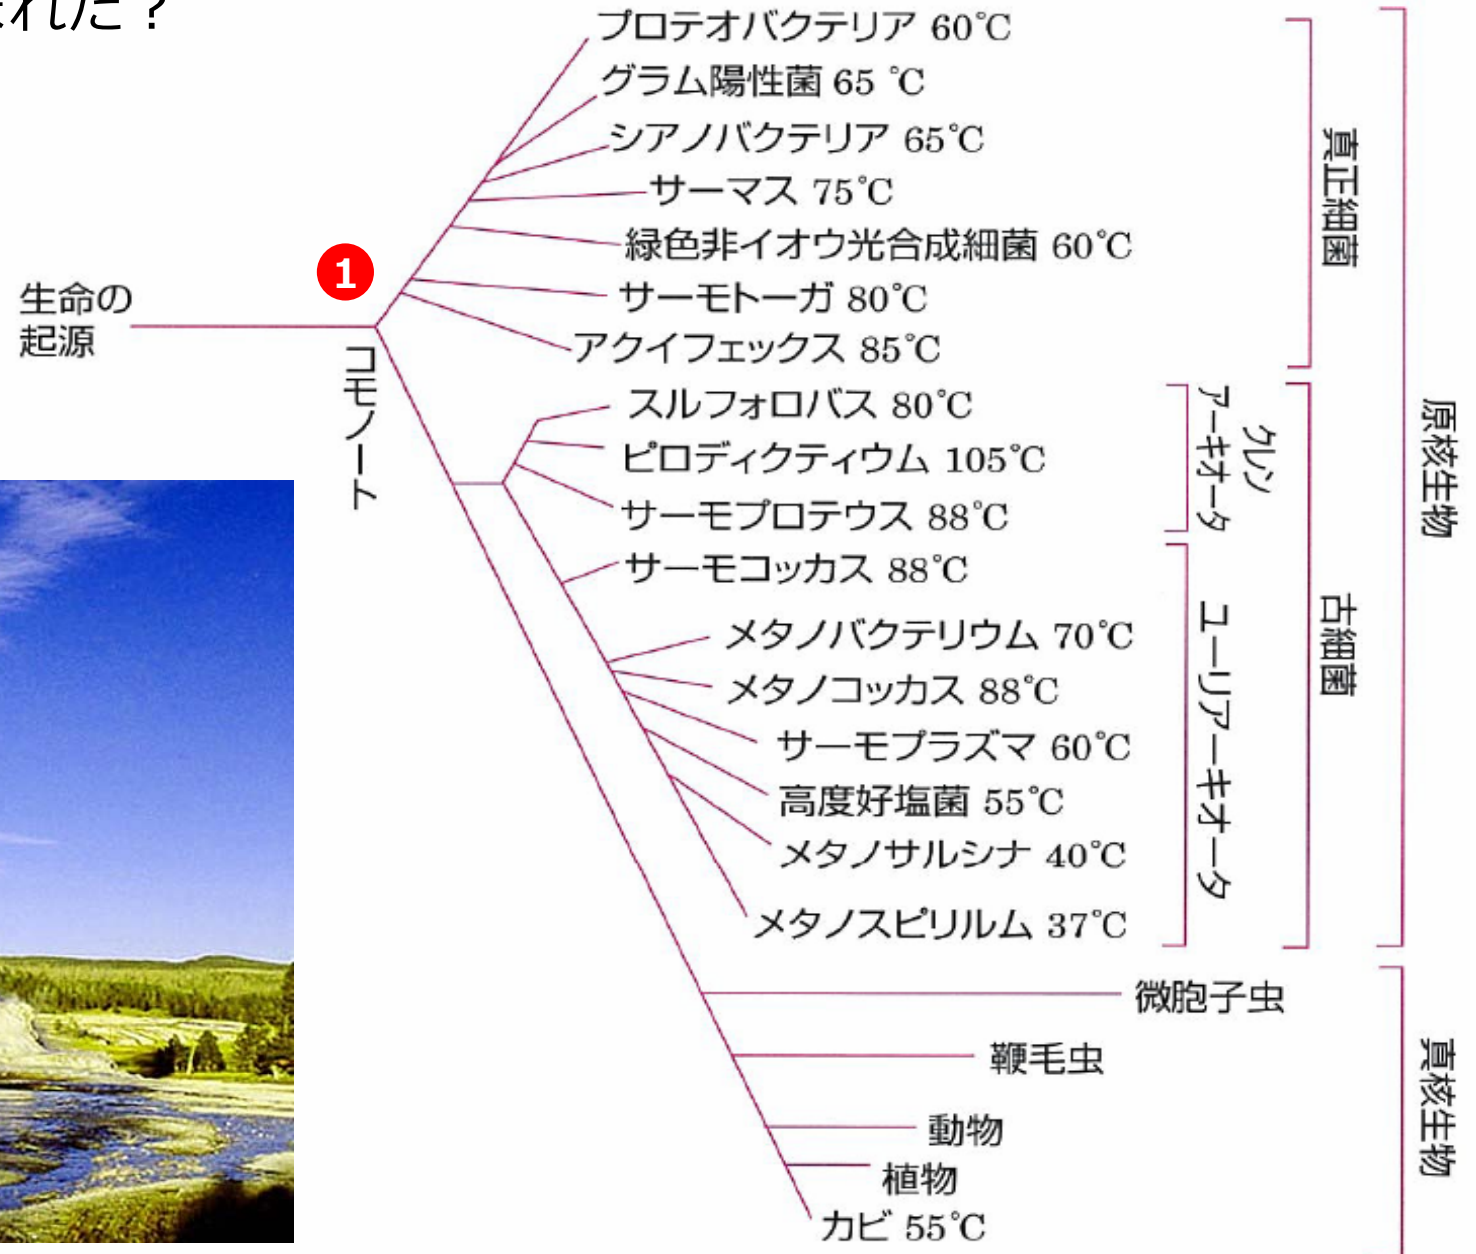 まれた？
プロテオバクテリア 60℃
グラム陽性菌 65 ℃
シアノバクテリア 65℃
サーマス 75℃
緑色非イオウ光合成細菌 60℃
サーモトーガ 80℃
アクイフェックス 85℃
真正細菌
1
生命の
起源
コモノート
スルフォロバス 80℃
ピロディクティウム 105℃
サーモプロテウス 88℃
クレン
アーキオータ
サーモコッカス 88℃
メタノバクテリウム 70℃
メタノコッカス 88℃
サーモプラズマ 60℃
高度好塩菌 55℃
メタノサルシナ 40℃
メタノスピリルム 37℃
ユーリアーキオータ
古細菌
原核生物
微胞子虫
鞭毛虫
動物
植物
カビ 55℃
真核生物